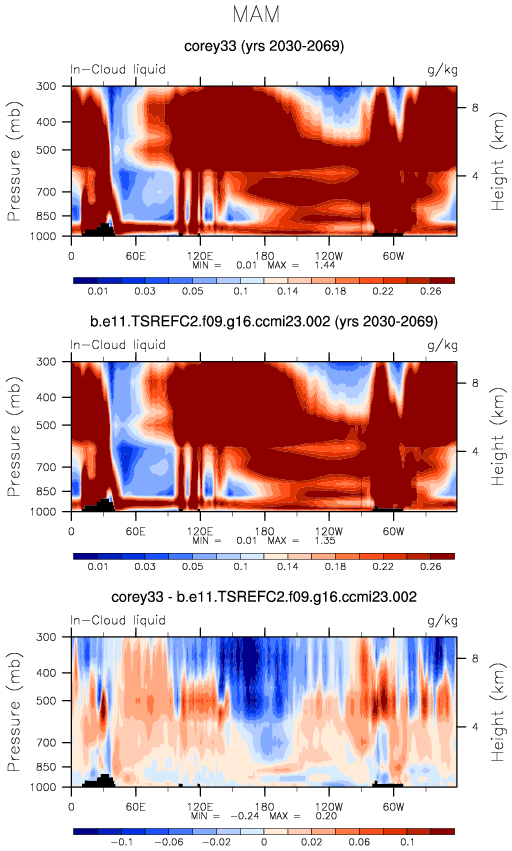 MAM
corey33 (yrs 2030-2069)
In-Cloud liquid g/kg
300
400
500
700
850
1000
Pressure (mb)
8
4
Height (km)
0 60E 120E 180 120W 60W
MIN = 0.01 MAX = 1.44
0.01 0.03 0.05 0.1 0.14 0.18 0.22 0.26
b.e11.TSREFC2.f09.g16.ccmi23.002 (yrs 2030-2069)
In-Cloud liquid g/kg
300
400
500
700
850
1000
Pressure (mb)
8
4
Height (km)
0 60E 120E 180 120W 60W
MIN = 0.01 MAX = 1.35
0.01 0.03 0.05 0.1 0.14 0.18 0.22 0.26
corey33 - b.e11.TSREFC2.f09.g16.ccmi23.002
In-Cloud liquid g/kg
300
400
500
700
850
1000
Pressure (mb)
8
4
Height (km)
0 60E 120E 180 120W 60W
MIN = -0.24 MAX = 0.20
-0.1 -0.06 -0.02 0 0.02 0.06 0.1